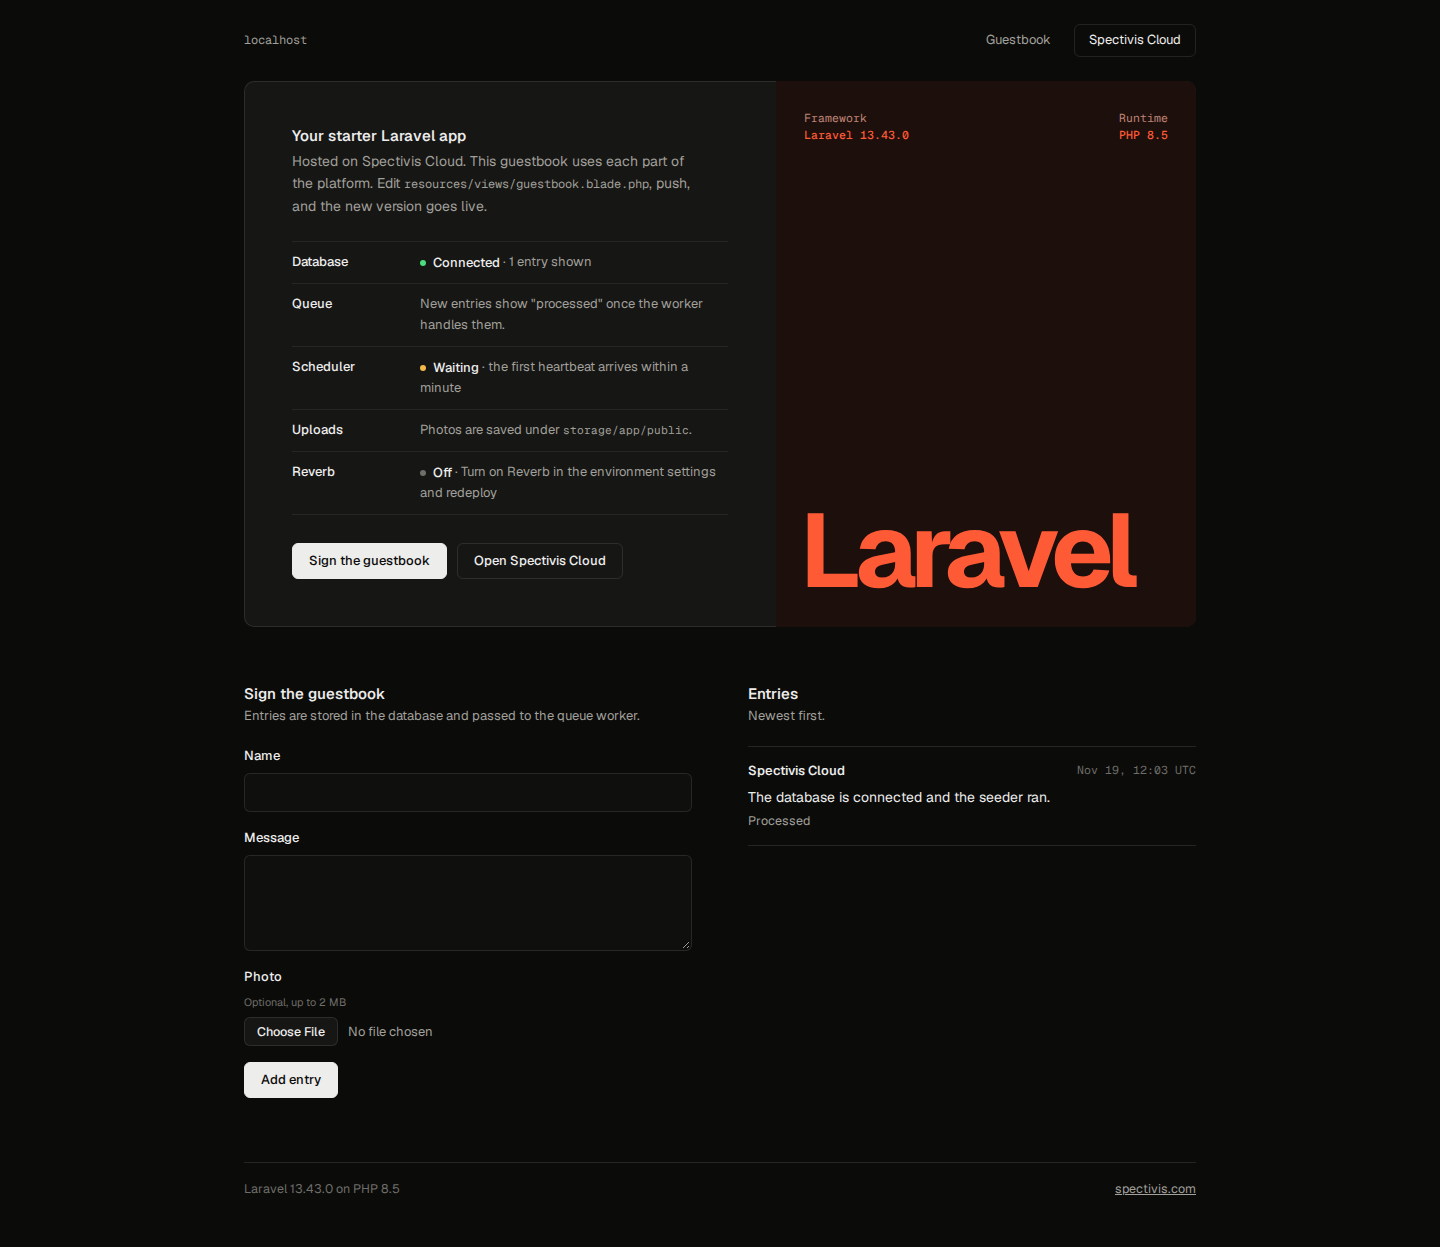 localhost
Guestbook
Spectivis Cloud
Your starter Laravel app
Hosted on Spectivis Cloud. This guestbook uses each part of
the platform. Edit resources/views/guestbook.blade.php, push,
and the new version goes live.
Database
Connected · 1 entry shown
Queue
New entries show "processed" once the worker
handles them.
Scheduler
Waiting · the first heartbeat arrives within a
minute
Uploads
Photos are saved under storage/app/public.
Reverb
Off · Turn on Reverb in the environment settings
and redeploy
Sign the guestbook
Open Spectivis Cloud
Framework
Laravel 13.43.0
Runtime
PHP 8.5
Laravel
Sign the guestbook
Entries are stored in the database and passed to the queue worker.
Name
Message
Photo
Optional, up to 2 MB
Choose File
No file chosen
Add entry
Entries
Newest first.
Spectivis Cloud
Nov 19, 12:03 UTC
The database is connected and the seeder ran.
Processed
Laravel 13.43.0 on PHP 8.5
spectivis.com